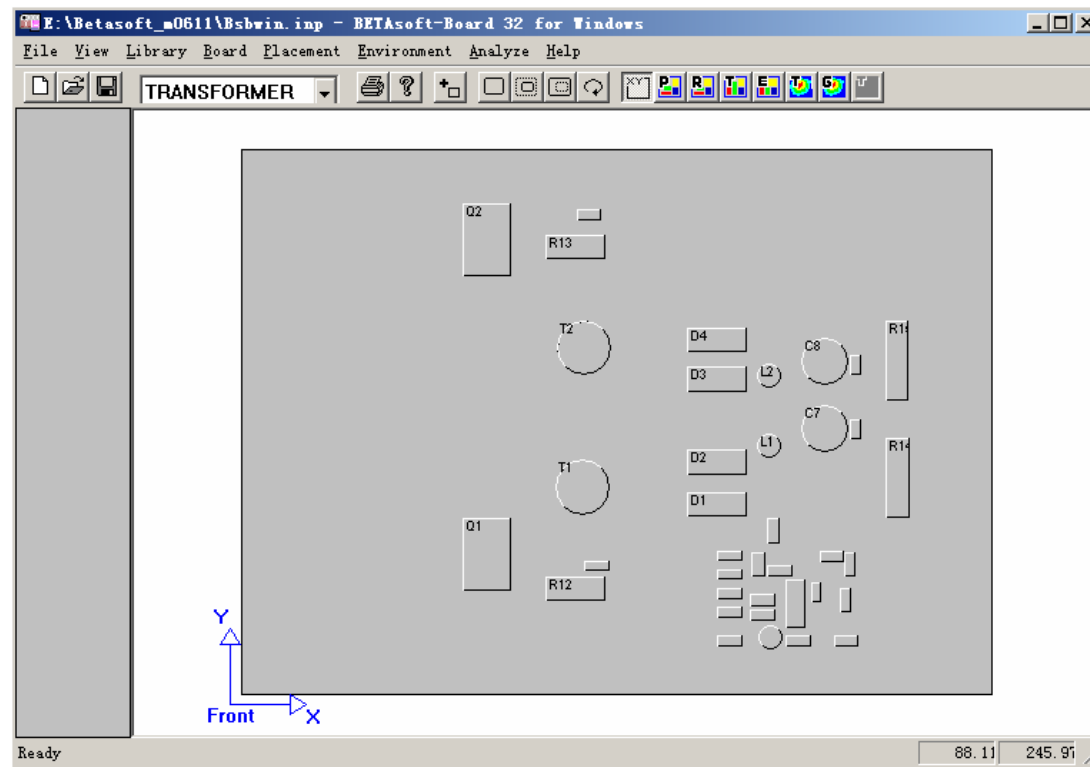 E:\Betasoft_m0611\Bsbwin.inp - BETAsoft-Board 32 for Windows
File View Library Board Placement Environment Analyze Help
TRANSFORMER
Q2
R13
T2
D4
R15
C8
D3
L2
C7
L1
R14
D2
T1
D1
Q1
R12
Y
Front
X
Ready
88.11 245.97